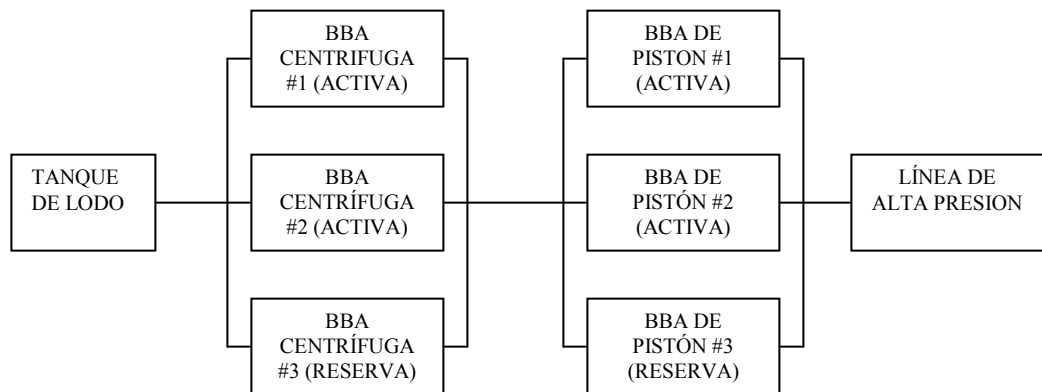 BBA
CENTRIFUGA
#1 (ACTIVA)
BBA DE
PISTON #1
(ACTIVA)
TANQUE
DE LODO
BBA
CENTRÍFUGA
#2 (ACTIVA)
BBA DE
PISTÓN #2
(ACTIVA)
LÍNEA DE
ALTA PRESION
BBA
CENTRÍFUGA
#3 (RESERVA)
BBA DE
PISTÓN #3
(RESERVA)